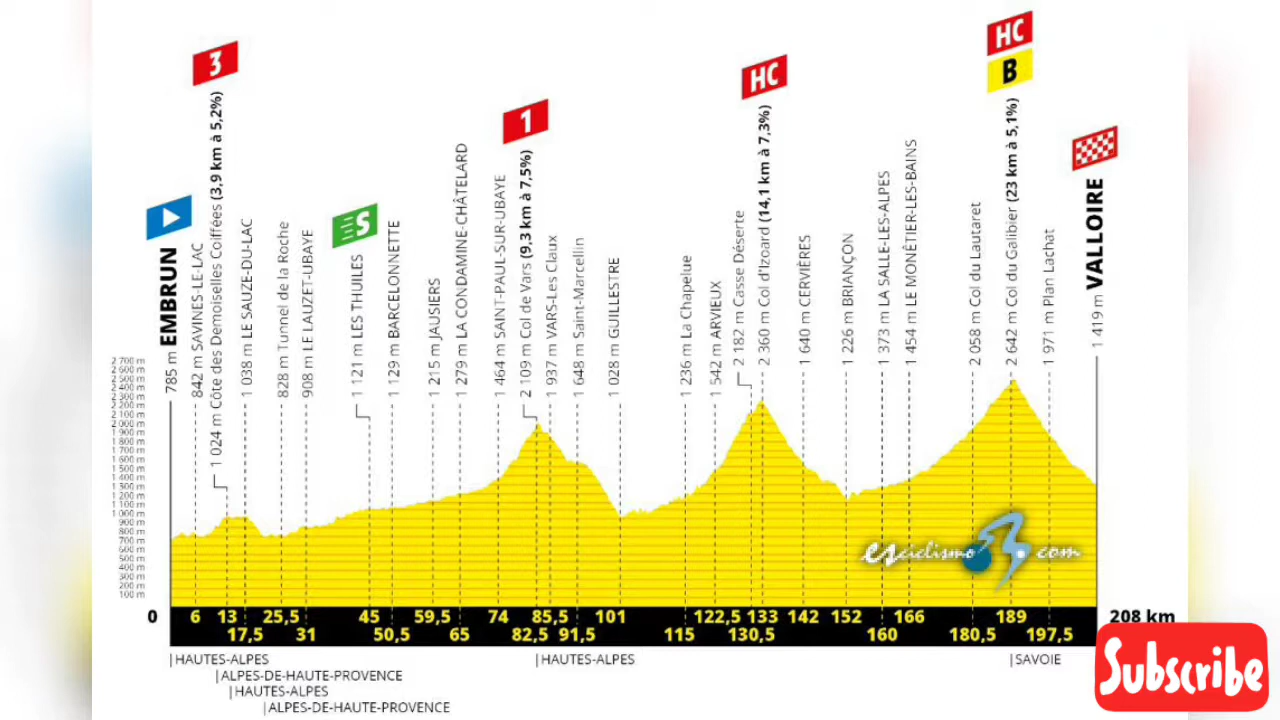 3
1
HC
HC
B
785 m EMBRUN
842 m SAVINES-LE-LAC
1 024 m Côte des Demoiselles Coiffées (3,9 km à 5,2%)
1 038 m LE SAUZE-DU-LAC
828 m Tunnel de la Roche
908 m LE LAUZET-UBAYE
S
1 121 m LES THUILES
1 129 m BARCELONNETTE
1 215 m JAUSIERS
1 279 m LA CONDAMINE-CHÂTELARD
1 464 m SAINT-PAUL-SUR-UBAYE
2 109 m Col de Vars (9,3 km à 7,5%)
1 937 m VARS-Les Claux
1 648 m Saint-Marcellin
1 028 m GUILLESTRE
1 236 m La Chapelue
1 542 m ARVIEUX
2 182 m Casse Déserte
2 360 m Col d'Izoard (14,1 km à 7,3%)
1 640 m CERVIÈRES
1 226 m BRIANÇON
1 373 m LA SALLE-LES-ALPES
1 454 m LE MONÊTIER-LES-BAINS
2 058 m Col du Lautaret
2 642 m Col du Galibier (23 km à 5,1%)
1 971 m Plan Lachat
1 419 m VALLOIRE
2 700 m
2 600 m
2 500 m
2 400 m
2 300 m
2 200 m
2 100 m
2 000 m
1 900 m
1 800 m
1 700 m
1 600 m
1 500 m
1 400 m
1 300 m
1 200 m
1 100 m
1 000 m
900 m
800 m
700 m
600 m
500 m
400 m
300 m
200 m
100 m
esciclismo.com
0 6 13 25,5 45 59,5 74 85,5 101 122,5 133 142 152 166 189 208 km
17,5 31 50,5 65 82,5 91,5 115 130,5 160 180,5 197,5
HAUTES-ALPES HAUTES-ALPES SAVOIE
ALPES-DE-HAUTE-PROVENCE
HAUTES-ALPES
ALPES-DE-HAUTE-PROVENCE
Subscribe